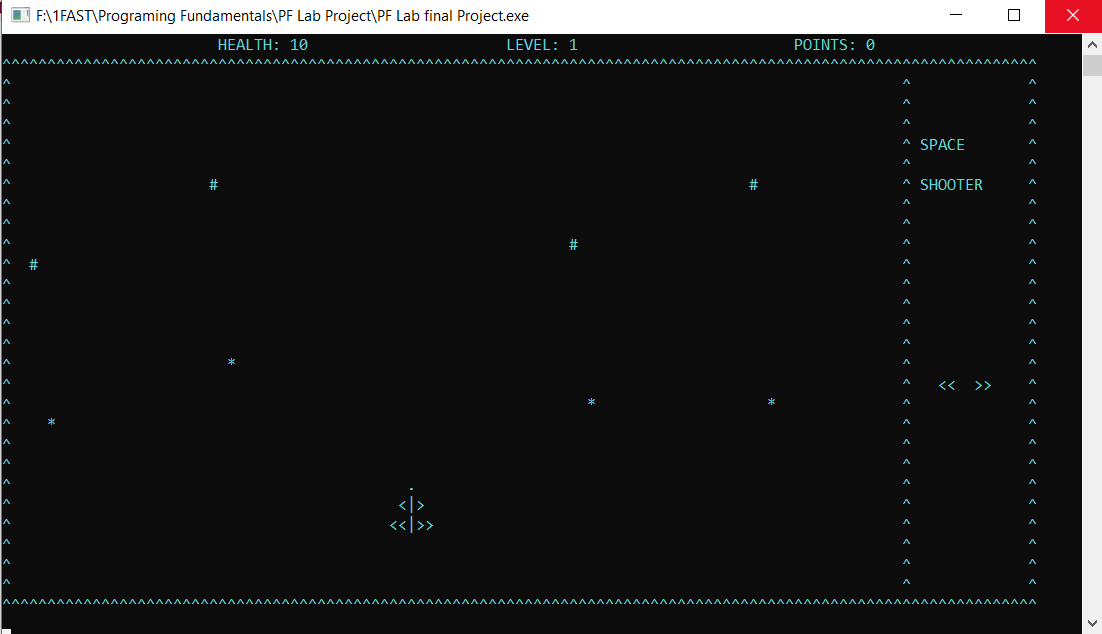 F:\1FAST\Programing Fundamentals\PF Lab Project\PF Lab final Project.exe
HEALTH: 10 LEVEL: 1 POINTS: 0
SPACE
SHOOTER